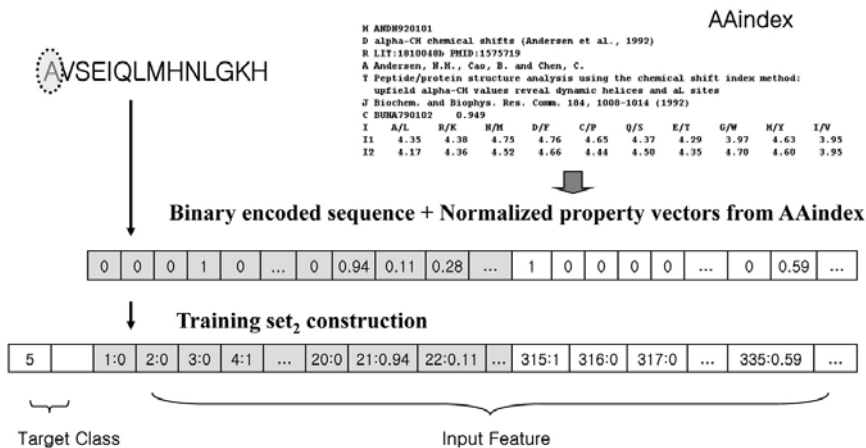 AAindex
H ANDN920101
D alpha-CH chemical shifts (Andersen et al., 1992)
R LIT:1810048b PMID:1575719
A Andersen, N.H., Cao, B. and Chen, C.
T Peptide/protein structure analysis using the chemical shift index method:
upfield alpha-CH values reveal dynamic helices and aL sites
J Biochem. and Biophys. Res. Comm. 184, 1008-1014 (1992)
C BUNA790102 0.949
I A/L R/K N/M D/F C/P Q/S E/T G/W H/Y I/V
I1 4.35 4.38 4.75 4.76 4.65 4.37 4.29 3.97 4.63 3.95
I2 4.17 4.36 4.52 4.66 4.44 4.50 4.35 4.70 4.60 3.95
AVSEIQLMHNLGKH
Binary encoded sequence + Normalized property vectors from AAindex
0 0 0 1 0 ... 0 0.94 0.11 0.28 ... 1 0 0 0 0 ... 0 0.59 ...
Training set₂ construction
5 1:0 2:0 3:0 4:1 ... 20:0 21:0.94 22:0.11 ... 315:1 316:0 317:0 ... 335:0.59 ...
Target Class Input Feature